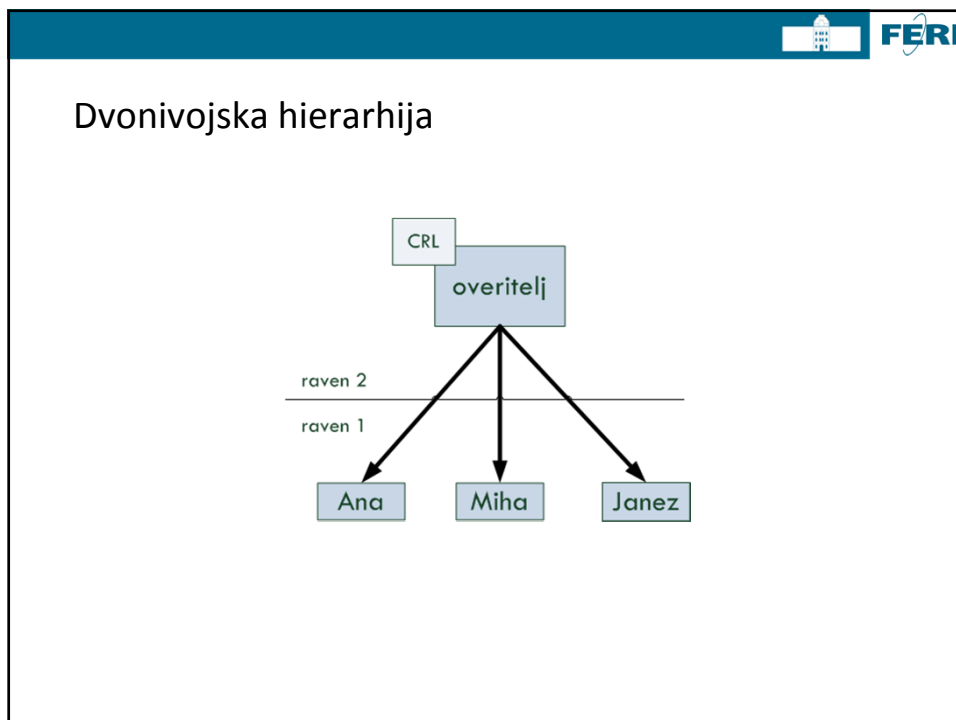 FERI
Dvonivojska hierarhija
CRL
overitelj
raven 2
raven 1
Ana
Miha
Janez